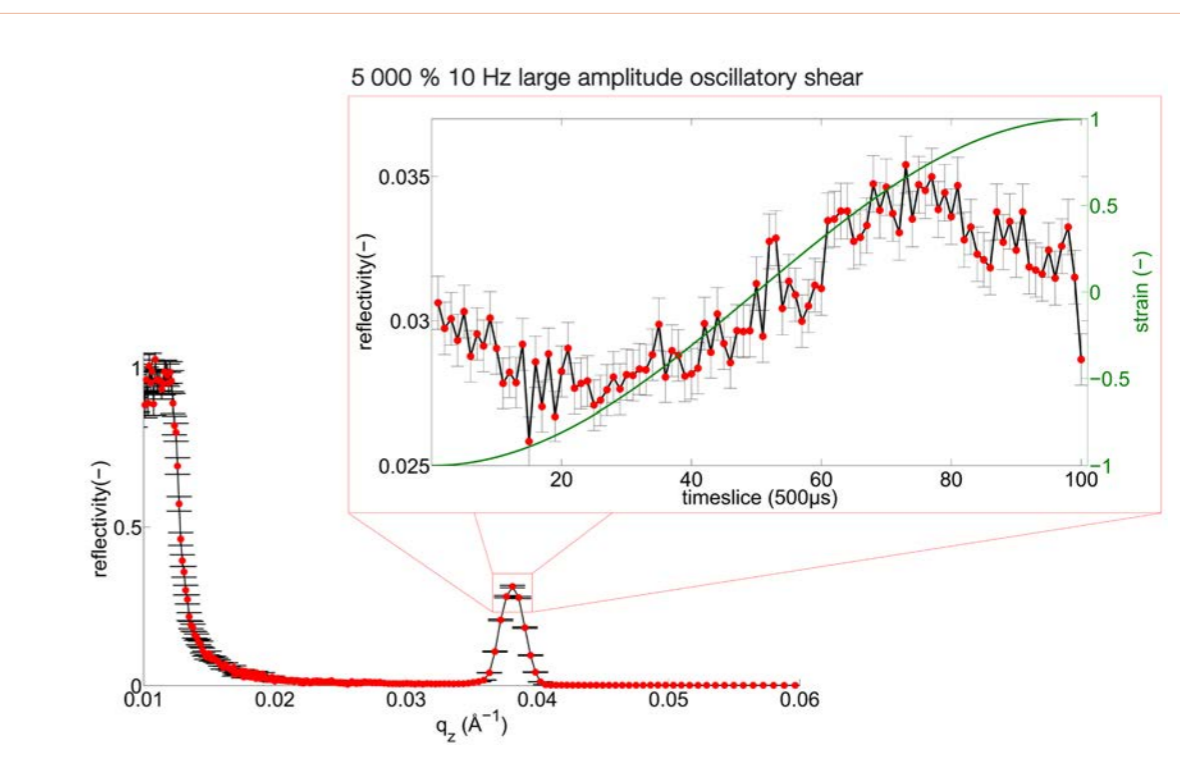 5 000 % 10 Hz large amplitude oscillatory shear
0.035
0.03
0.025
reflectivity(−)
1
0.5
0
−0.5
−1
strain (−)
20 40 60 80 100
timeslice (500µs)
1
0.5
0
reflectivity(−)
0.01 0.02 0.03 0.04 0.05 0.06
q_z (Å⁻¹)